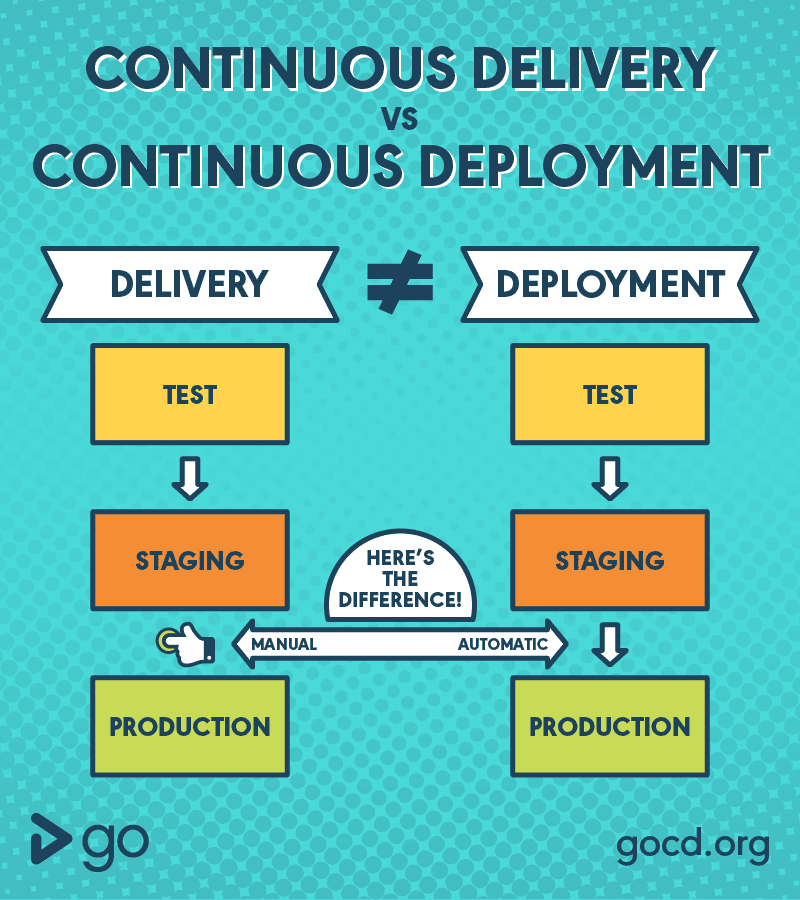 CONTINUOUS DELIVERY
VS
CONTINUOUS DEPLOYMENT
DELIVERY
≠
DEPLOYMENT
TEST
TEST
STAGING
STAGING
HERE'S
THE
DIFFERENCE!
MANUAL
AUTOMATIC
PRODUCTION
PRODUCTION
go
gocd.org